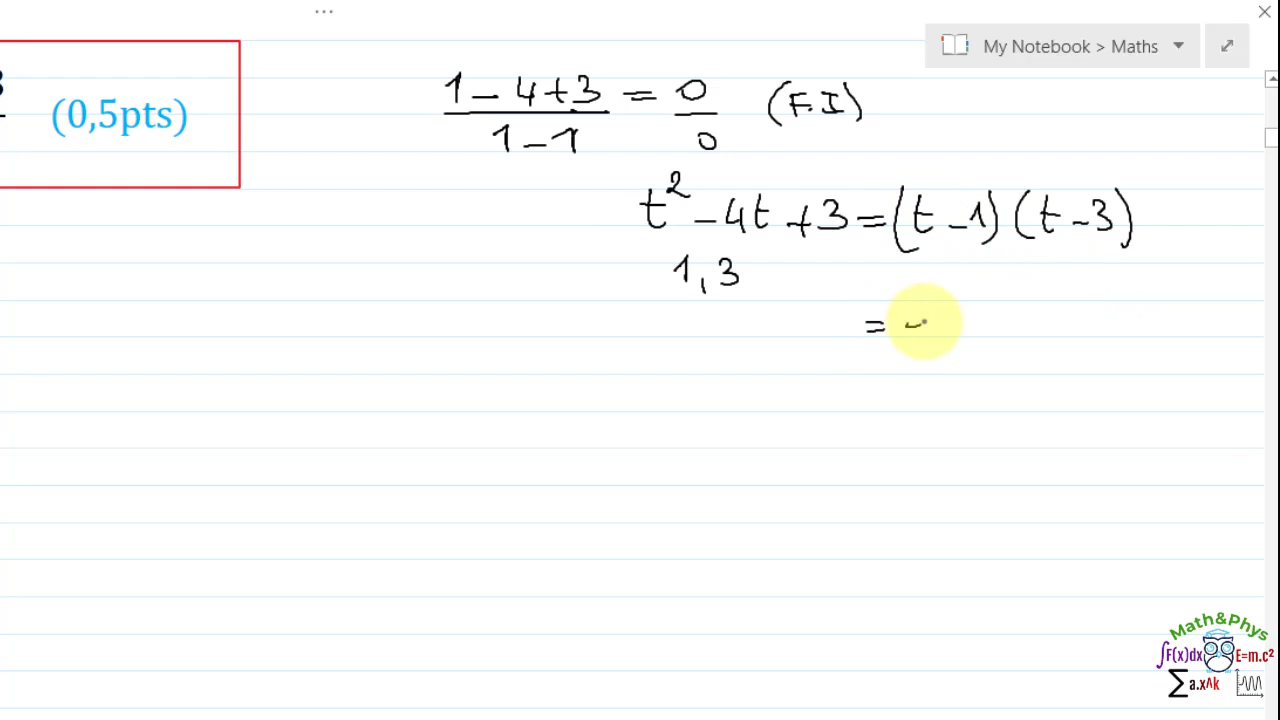 My Notebook > Maths
3
(0,5pts)
1 - 4 + 3 = 0 (F.I)
1 - 1 0
t² - 4t + 3 = (t - 1) (t - 3)
1, 3
=
Math&Phys
∫F(x)dx E=m.c²
∑ a.x^k